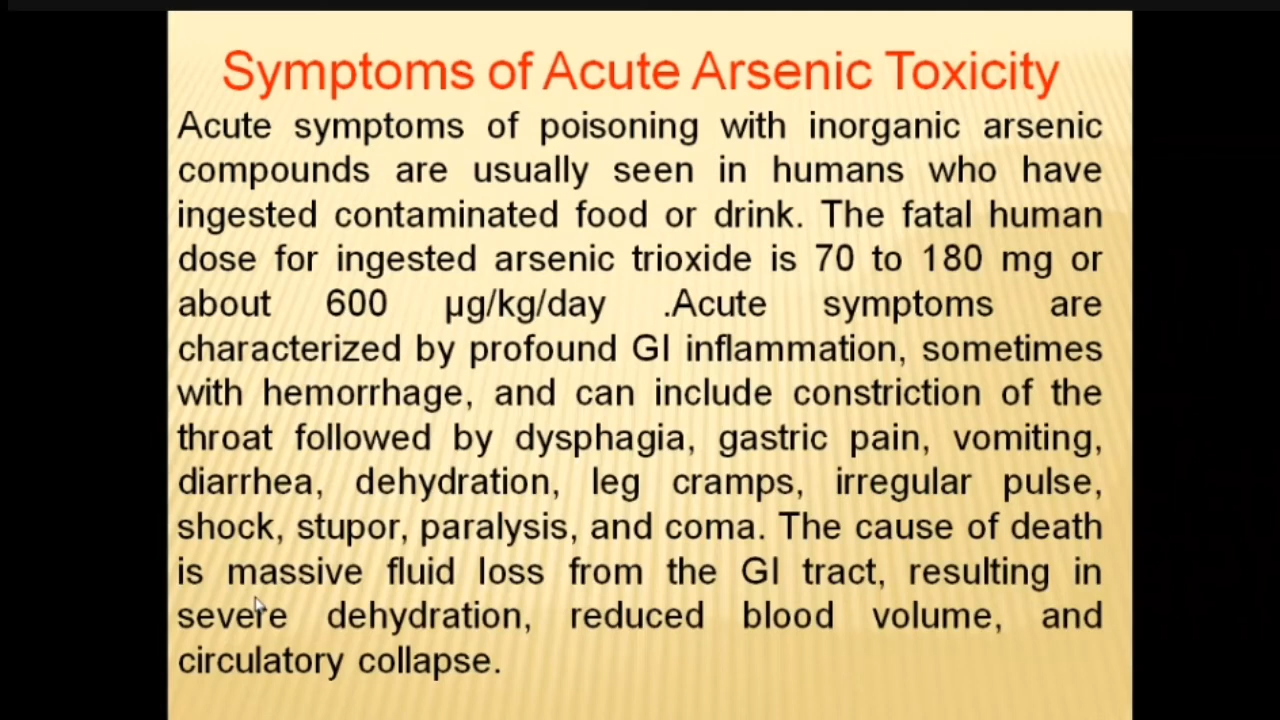 Symptoms of Acute Arsenic Toxicity
Acute symptoms of poisoning with inorganic arsenic
compounds are usually seen in humans who have
ingested contaminated food or drink. The fatal human
dose for ingested arsenic trioxide is 70 to 180 mg or
about 600 µg/kg/day .Acute symptoms are
characterized by profound GI inflammation, sometimes
with hemorrhage, and can include constriction of the
throat followed by dysphagia, gastric pain, vomiting,
diarrhea, dehydration, leg cramps, irregular pulse,
shock, stupor, paralysis, and coma. The cause of death
is massive fluid loss from the GI tract, resulting in
severe dehydration, reduced blood volume, and
circulatory collapse.